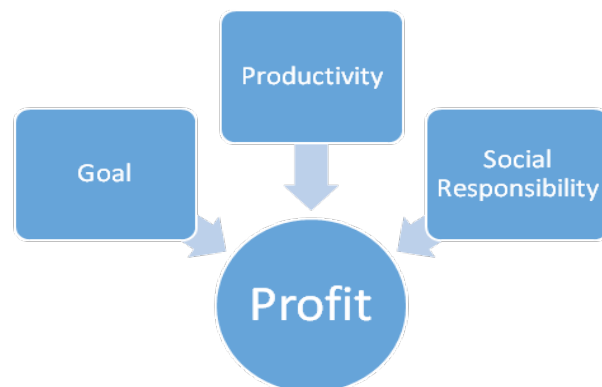 Productivity
Goal
Social
Responsibility
Profit